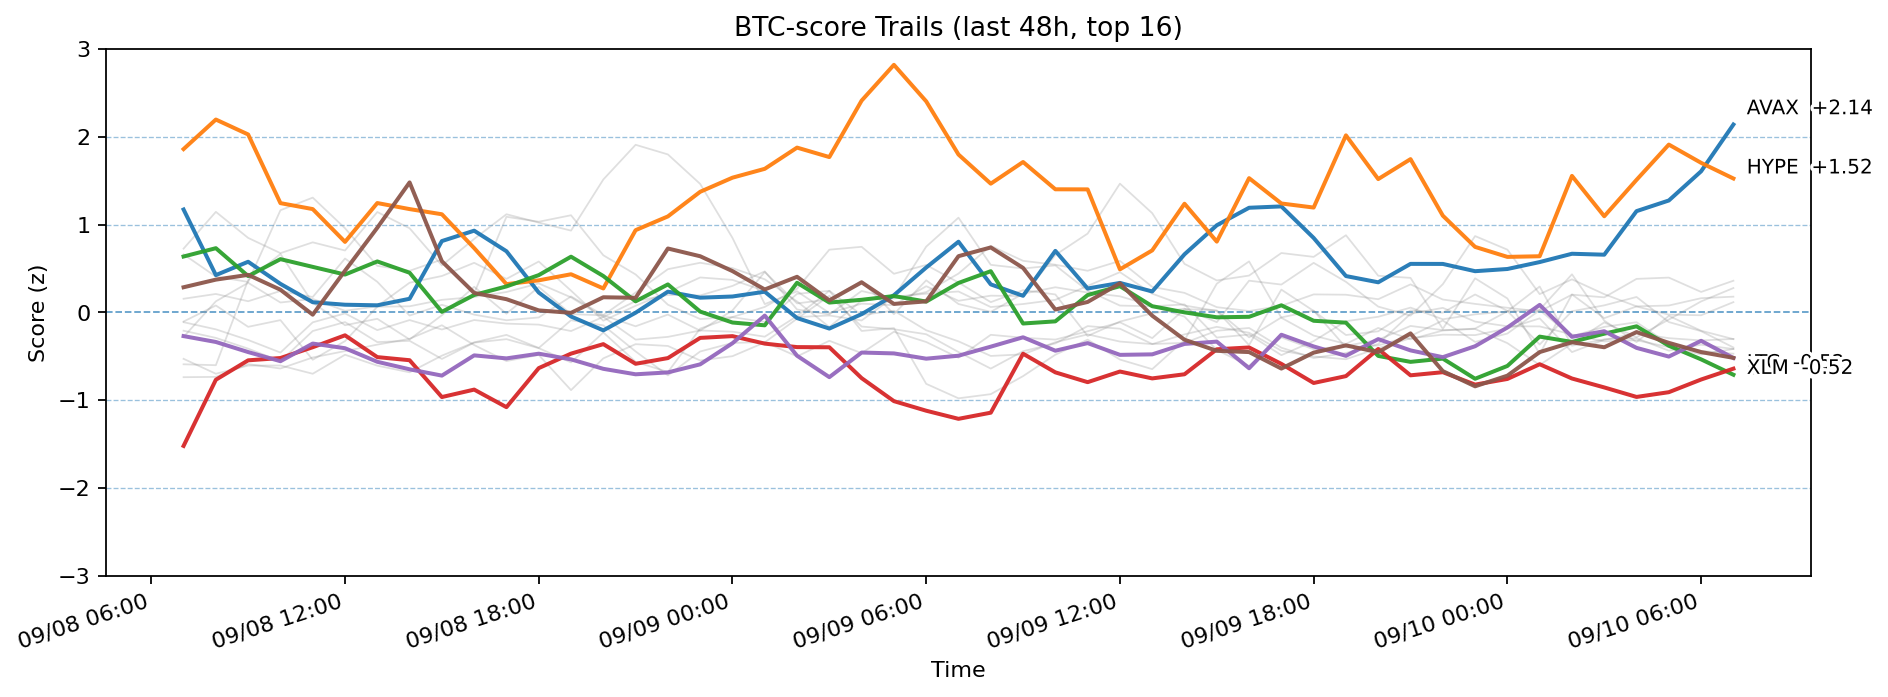 BTC-score Trails (last 48h, top 16)
Score (z)
3
2
1
0
−1
−2
−3
AVAX +2.14
HYPE +1.52
XLM -0.52
09/08 06:00
09/08 12:00
09/08 18:00
09/09 00:00
09/09 06:00
09/09 12:00
09/09 18:00
09/10 00:00
09/10 06:00
Time